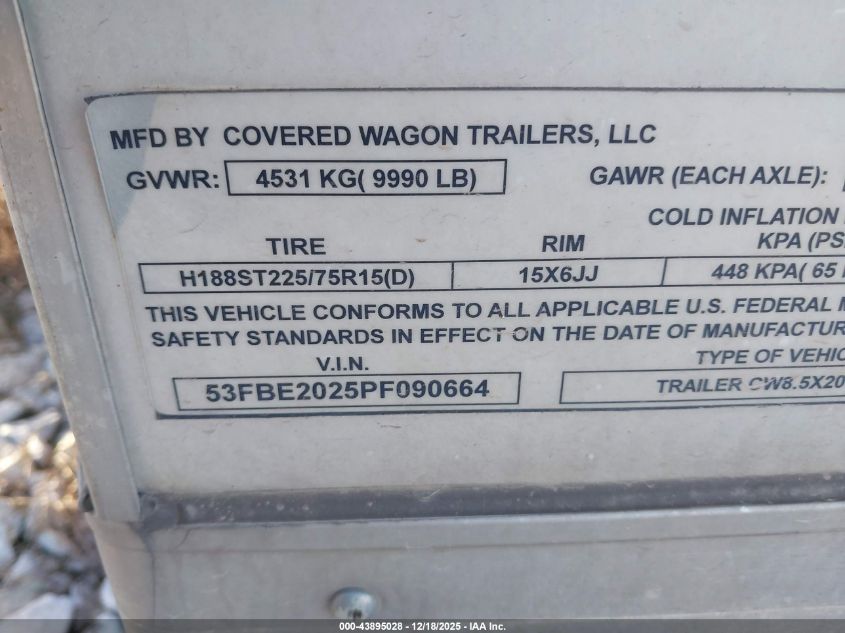 MFD BY COVERED WAGON TRAILERS, LLC
GVWR: 4531 KG( 9990 LB) GAWR (EACH AXLE):
COLD INFLATION
TIRE RIM KPA (PS
H188ST225/75R15(D) 15X6JJ 448 KPA( 65
THIS VEHICLE CONFORMS TO ALL APPLICABLE U.S. FEDERAL
SAFETY STANDARDS IN EFFECT ON THE DATE OF MANUFACTUR
V.I.N. TYPE OF VEHIC
53FBE2025PF090664 TRAILER CW8.5X20
000-43895028 - 12/18/2025 - IAA Inc.